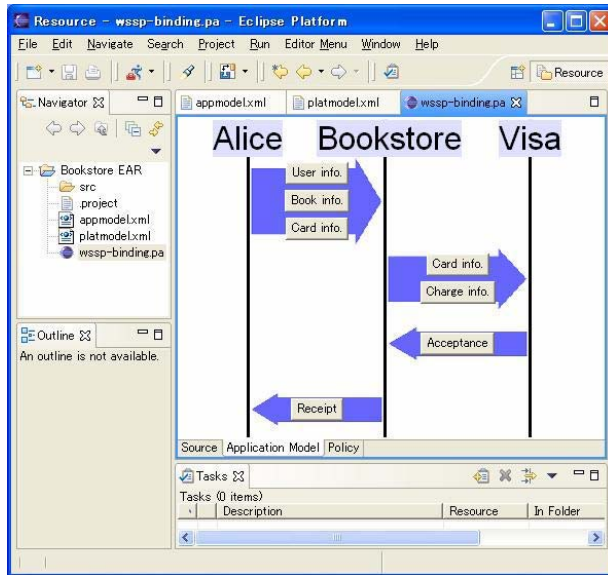 Resource - wssp-binding.pa - Eclipse Platform
File Edit Navigate Search Project Run Editor Menu Window Help
Resource
Navigator
appmodel.xml platmodel.xml wssp-binding.pa
Bookstore EAR
src
.project
appmodel.xml
platmodel.xml
wssp-binding.pa
Outline
An outline is not available.
Alice Bookstore Visa
User info.
Book info.
Card info.
Card info.
Charge info.
Acceptance
Receipt
Source Application Model Policy
Tasks
Tasks (0 items)
Description Resource In Folder